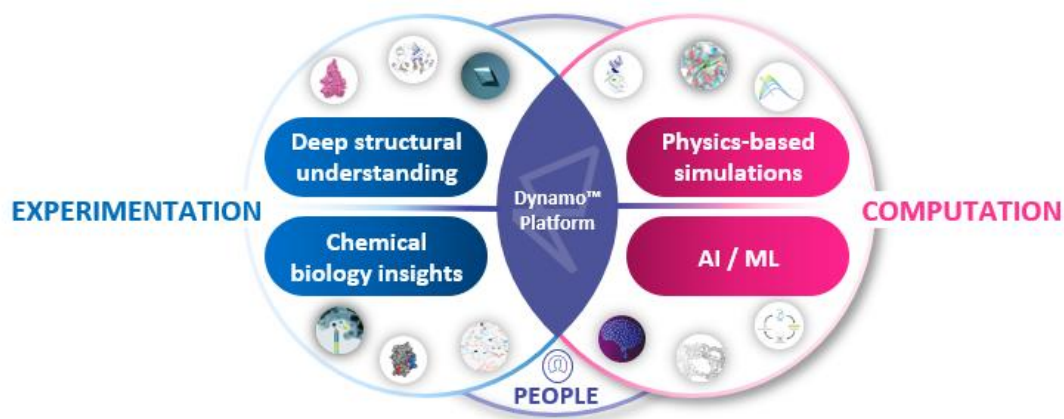 Deep structural
understanding
Physics-based
simulations
EXPERIMENTATION
Dynamo™
Platform
COMPUTATION
Chemical
biology insights
AI / ML
PEOPLE